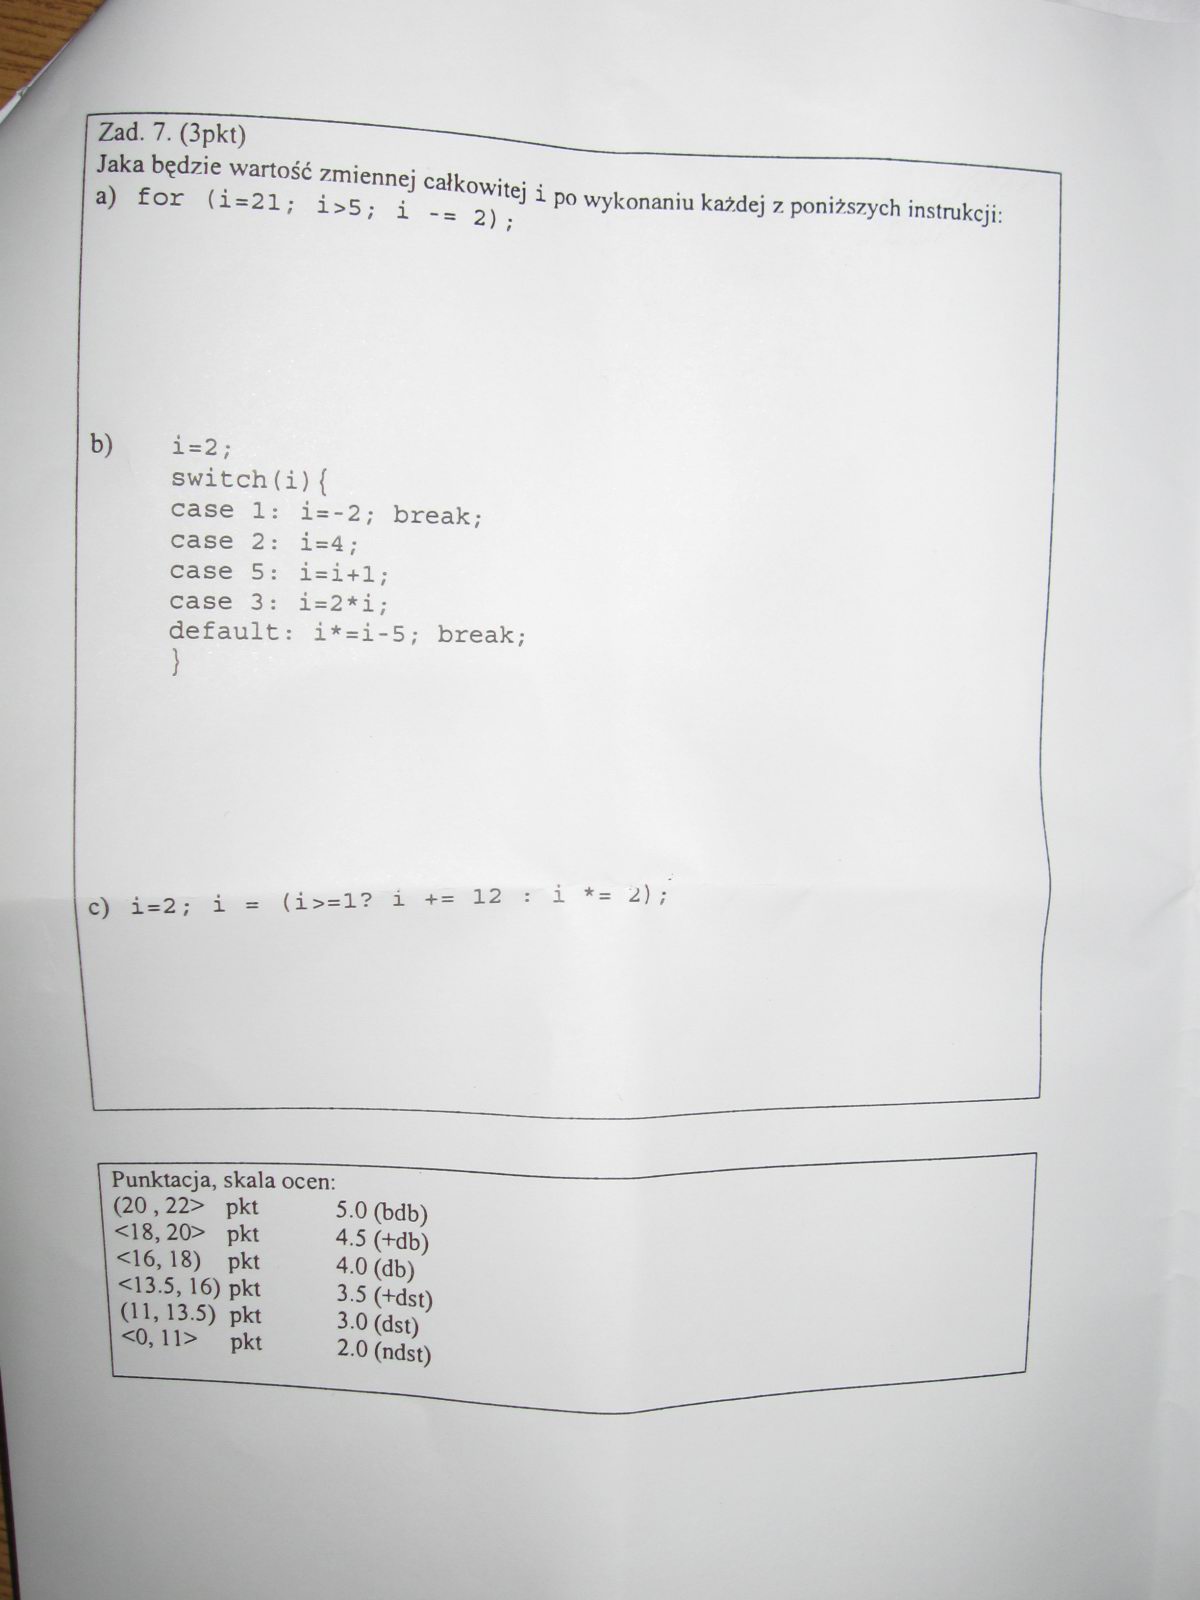 Zad. 7. (3pkt)
Jaka będzie wartość zmiennej całkowitej i po wykonaniu każdej z poniższych instrukcji:
a) for (i=21; i>5; i -= 2);
b) i=2;
switch(i){
case 1: i=-2; break;
case 2: i=4;
case 5: i=i+1;
case 3: i=2*i;
default: i*=i-5; break;
}
c) i=2; i = (i>=1? i += 12 : i *= 2);
Punktacja, skala ocen:
(20 , 22> pkt 5.0 (bdb)
<18, 20> pkt 4.5 (+db)
<16, 18) pkt 4.0 (db)
<13.5, 16) pkt 3.5 (+dst)
(11, 13.5) pkt 3.0 (dst)
<0, 11> pkt 2.0 (ndst)